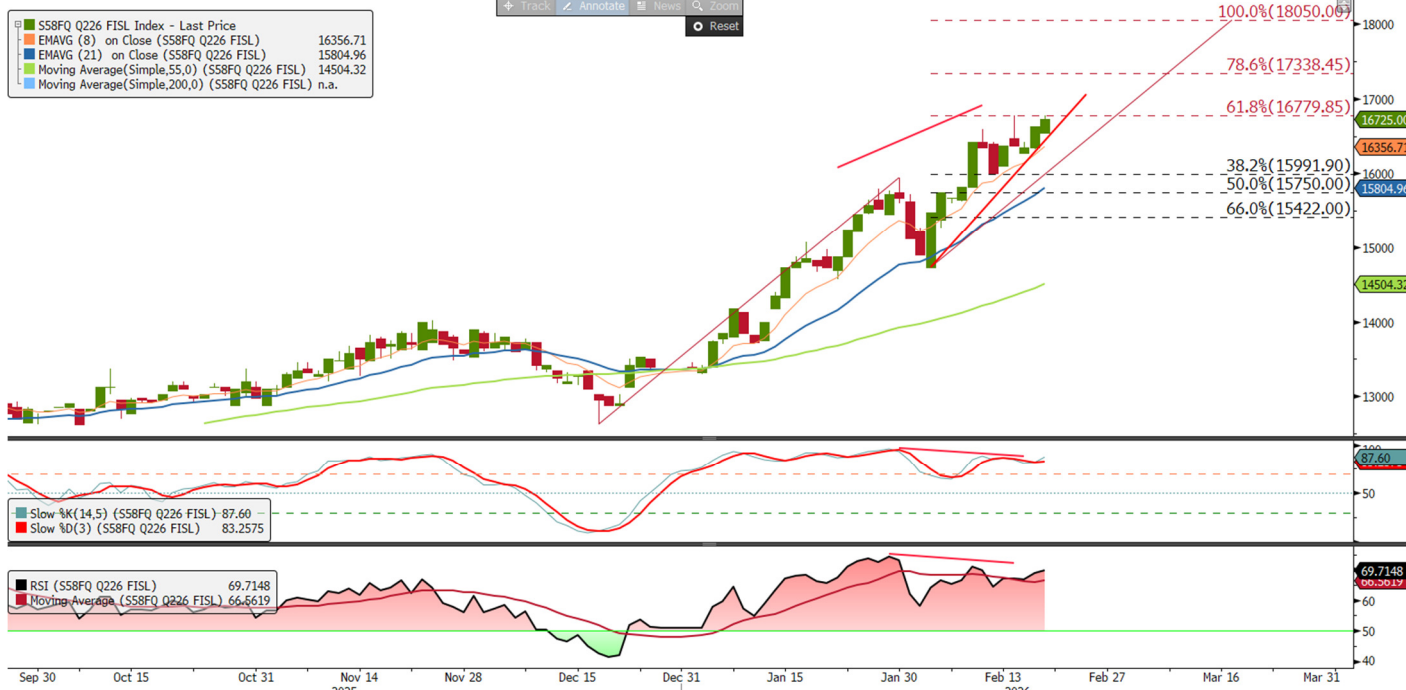 Track Annotate News Zoom
Reset
S58FQ Q226 FISL Index - Last Price
EMAVG (8) on Close (S58FQ Q226 FISL) 16356.71
EMAVG (21) on Close (S58FQ Q226 FISL) 15804.96
Moving Average(Simple,55,0) (S58FQ Q226 FISL) 14504.32
Moving Average(Simple,200,0) (S58FQ Q226 FISL) n.a.
100.0%(18050.00)
18000
78.6%(17338.45)
17000
61.8%(16779.85)
16725.00
16356.71
38.2%(15991.90)
16000
50.0%(15750.00)
15804.96
66.0%(15422.00)
15000
14504.32
14000
13000
100
87.60
50
Slow %K(14,5) (S58FQ Q226 FISL) 87.60
Slow %D(3) (S58FQ Q226 FISL) 83.2575
RSI (S58FQ Q226 FISL) 69.7148
Moving Average (S58FQ Q226 FISL) 66.5619
69.7148
66.5619
60
50
40
Sep 30 Oct 15 Oct 31 Nov 14 Nov 28 Dec 15 Dec 31 Jan 15 Jan 30 Feb 13 Feb 27 Mar 16 Mar 31
2025 2026